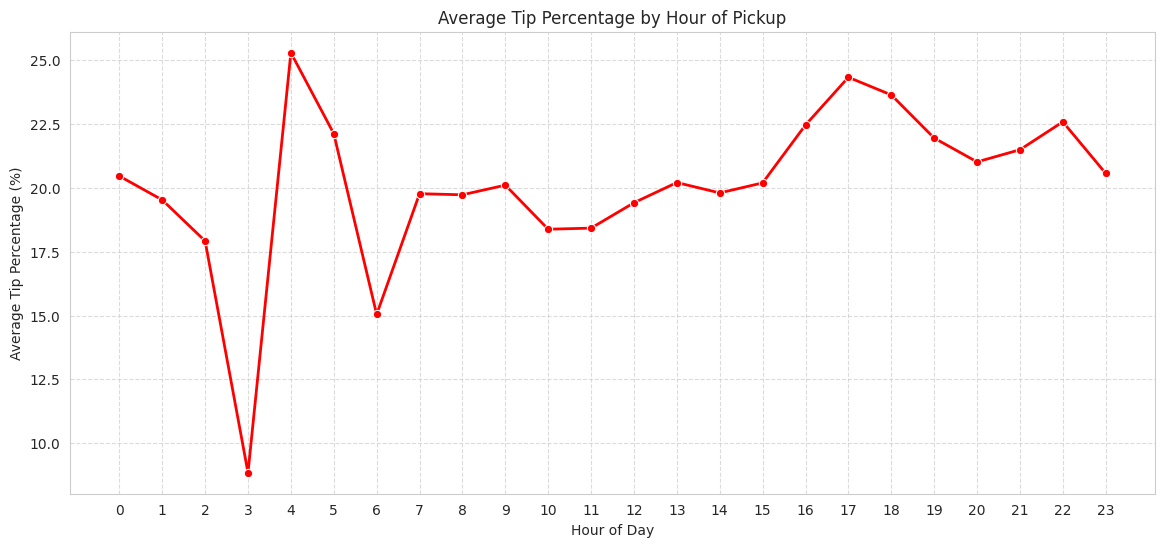 Average Tip Percentage by Hour of Pickup
Average Tip Percentage (%)
25.0
22.5
20.0
17.5
15.0
12.5
10.0
0 1 2 3 4 5 6 7 8 9 10 11 12 13 14 15 16 17 18 19 20 21 22 23
Hour of Day